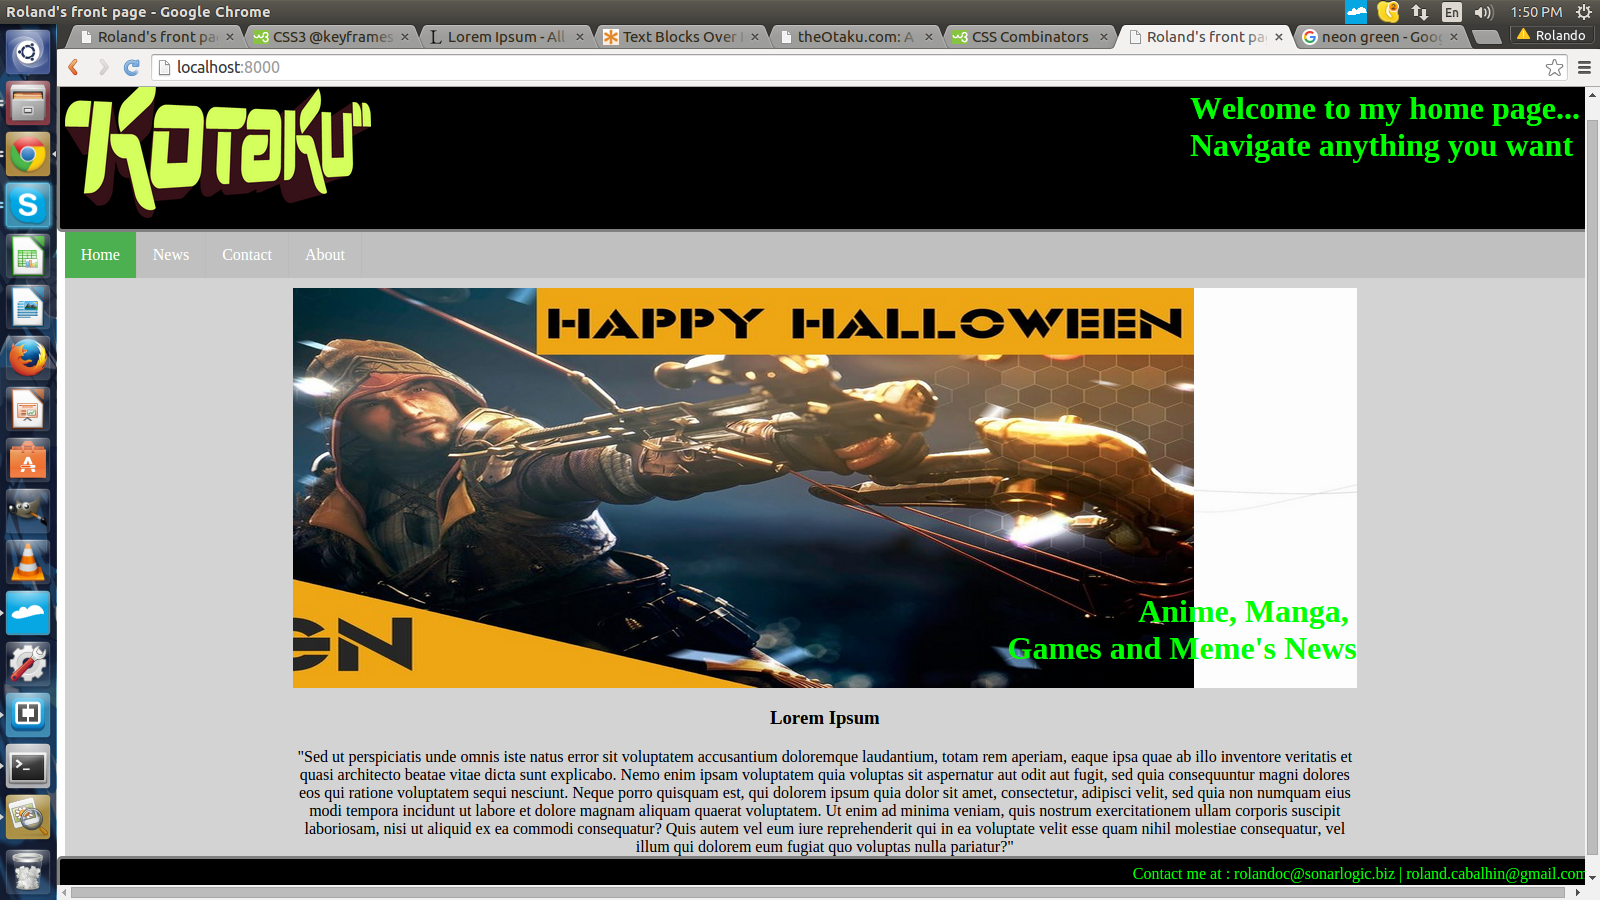 Roland's front page - Google Chrome
En
1:50 PM
Roland's front pa
CSS3 @keyframes
Lorem Ipsum - All
Text Blocks Over
theOtaku.com: A
CSS Combinators
Roland's front pa
neon green - Goog
Rolando
localhost:8000
"KOTAKU"
Welcome to my home page...
Navigate anything you want
Home
News
Contact
About
HAPPY HALLOWEEN
GN
Anime, Manga,
Games and Meme's News
Lorem Ipsum
"Sed ut perspiciatis unde omnis iste natus error sit voluptatem accusantium doloremque laudantium, totam rem aperiam, eaque ipsa quae ab illo inventore veritatis et
quasi architecto beatae vitae dicta sunt explicabo. Nemo enim ipsam voluptatem quia voluptas sit aspernatur aut odit aut fugit, sed quia consequuntur magni dolores
eos qui ratione voluptatem sequi nesciunt. Neque porro quisquam est, qui dolorem ipsum quia dolor sit amet, consectetur, adipisci velit, sed quia non numquam eius
modi tempora incidunt ut labore et dolore magnam aliquam quaerat voluptatem. Ut enim ad minima veniam, quis nostrum exercitationem ullam corporis suscipit
laboriosam, nisi ut aliquid ex ea commodi consequatur? Quis autem vel eum iure reprehenderit qui in ea voluptate velit esse quam nihil molestiae consequatur, vel
illum qui dolorem eum fugiat quo voluptas nulla pariatur?"
Contact me at : rolandoc@sonarlogic.biz | roland.cabalhin@gmail.com